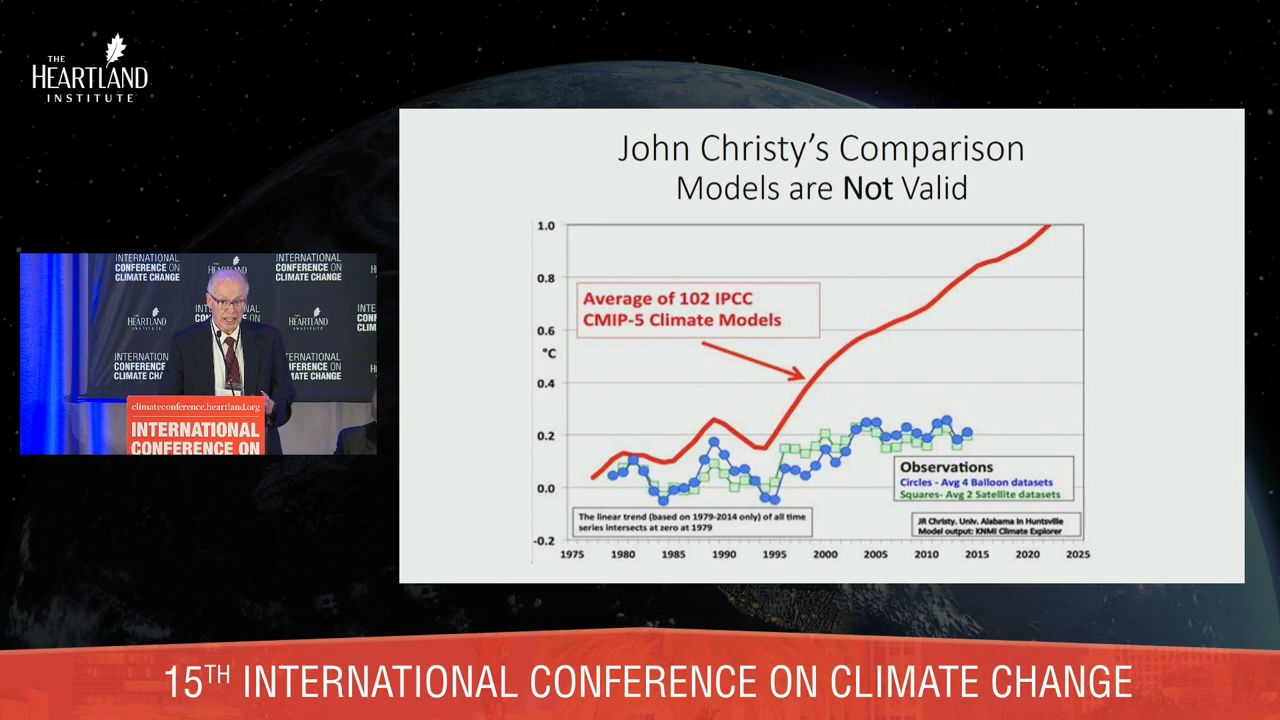 THE
HEARTLAND
INSTITUTE
John Christy's Comparison
Models are Not Valid
1.0
0.8
0.6
°C
0.4
0.2
0.0
-0.2
Average of 102 IPCC
CMIP-5 Climate Models
Observations
Circles - Avg 4 Balloon datasets
Squares- Avg 2 Satellite datasets
The linear trend (based on 1979-2014 only) of all time
series intersects at zero at 1979
JR Christy, Univ. Alabama in Huntsville
Model output: KNMI Climate Explorer
1975 1980 1985 1990 1995 2000 2005 2010 2015 2020 2025
INTERNATIONAL
CONFERENCE ON
CLIMATE CHANGE
HEARTLAND
INTERNATIONAL
CONFERENCE ON
CLIMATE CHANGE
HEARTLAND
INSTITUTE
HEARTLAND
INSTITUTE
climateconference.heartland.org
INTERNATIONAL
CONFERENCE ON
15TH INTERNATIONAL CONFERENCE ON CLIMATE CHANGE